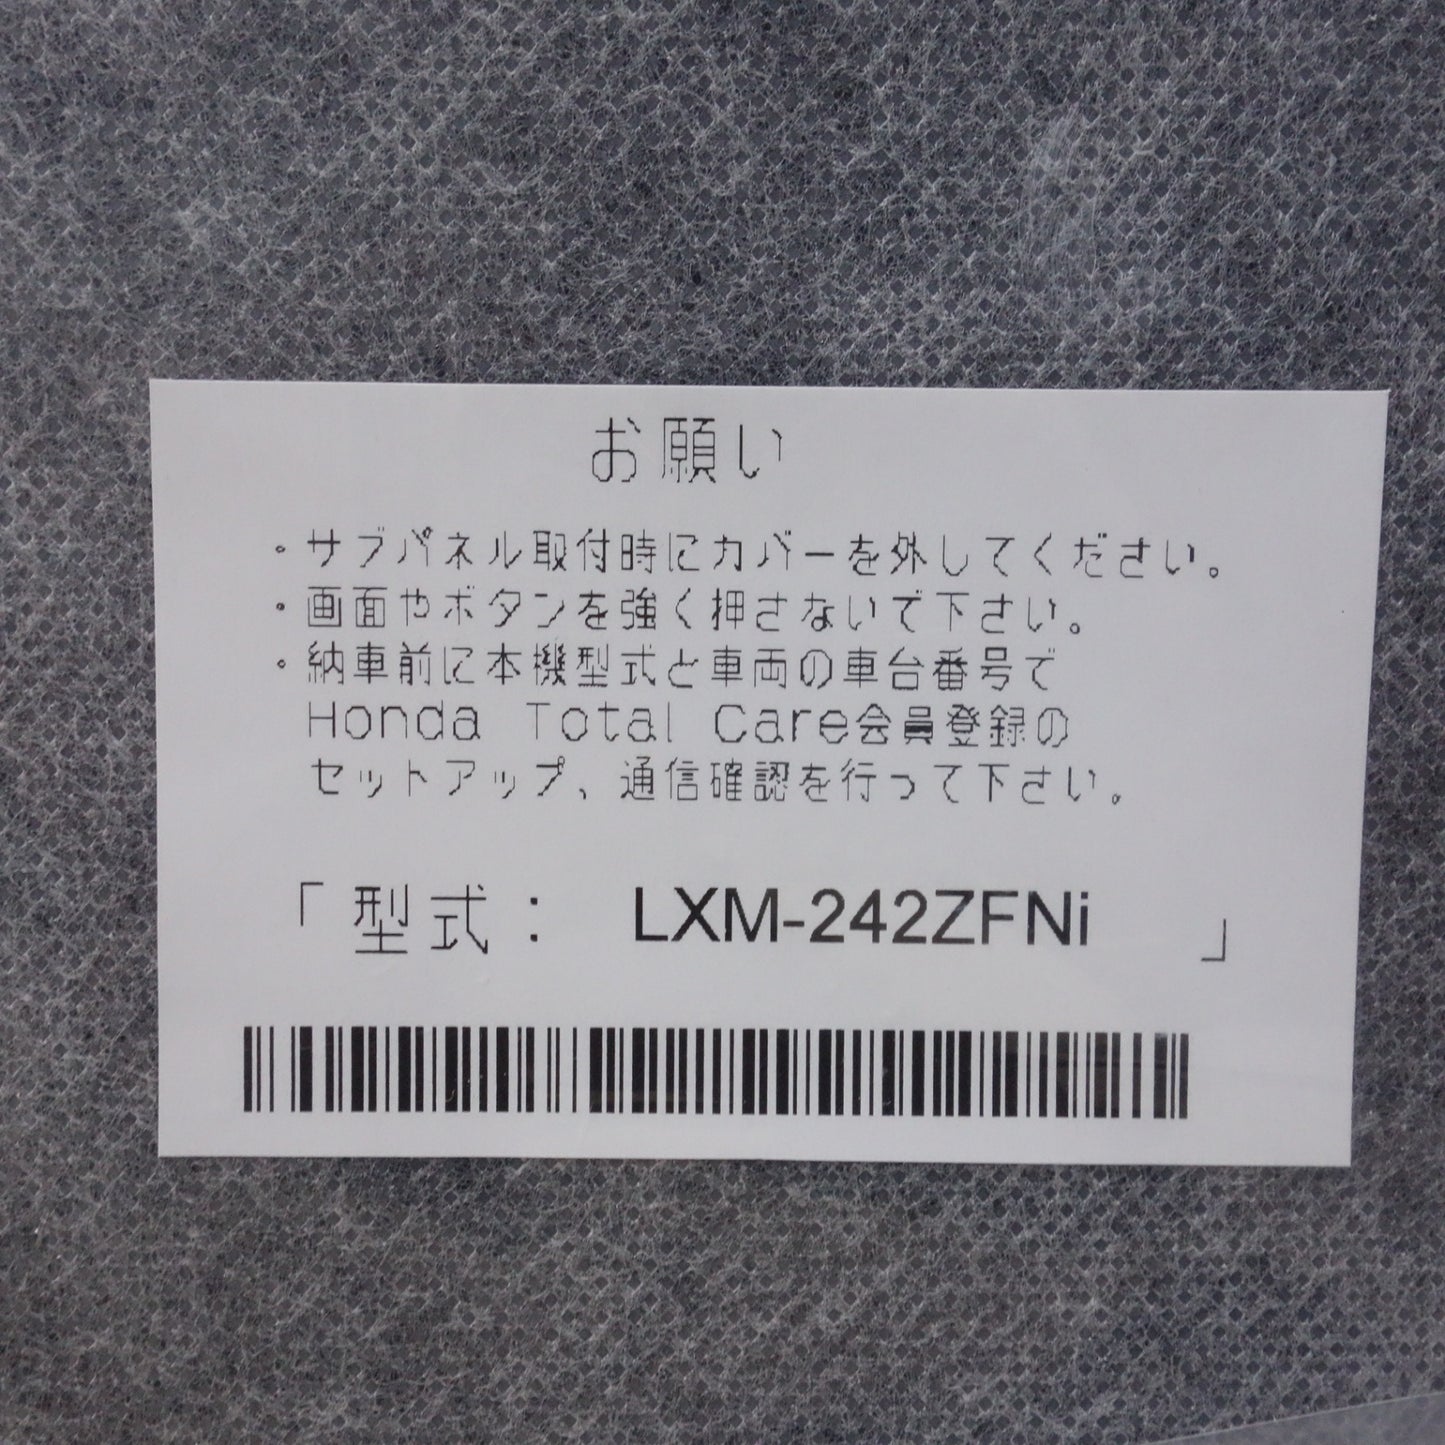 お願い
・サブパネル取付時にカバーを外してください。
・画面やボタンを強く押さないで下さい。
・納車前に本機型式と車両の車台番号で
Honda Total Care会員登録の
セットアップ、通信確認を行って下さい。
「型式： LXM-242ZFNi 」